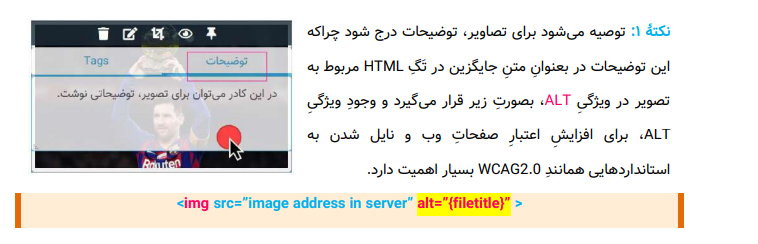 نکتهٔ ۱: توصیه می‌شود برای تصاویر، توضیحات درج شود چراکه
این توضیحات در بعنوانِ متنِ جایگزین در تَگِ HTML مربوط به
تصویر در ویژگیِ ALT، بصورتِ زیر قرار می‌گیرد و وجودِ ویژگیِ
ALT، برای افزایشِ اعتبارِ صفحاتِ وب و نایل شدن به
استانداردهایی همانندِ WCAG2.0 بسیار اهمیت دارد.
توضیحات Tags
در این کادر می‌توان برای تصویر، توضیحاتی نوشت.
Rakuten
<img src="image address in server" alt="{filetitle}" >